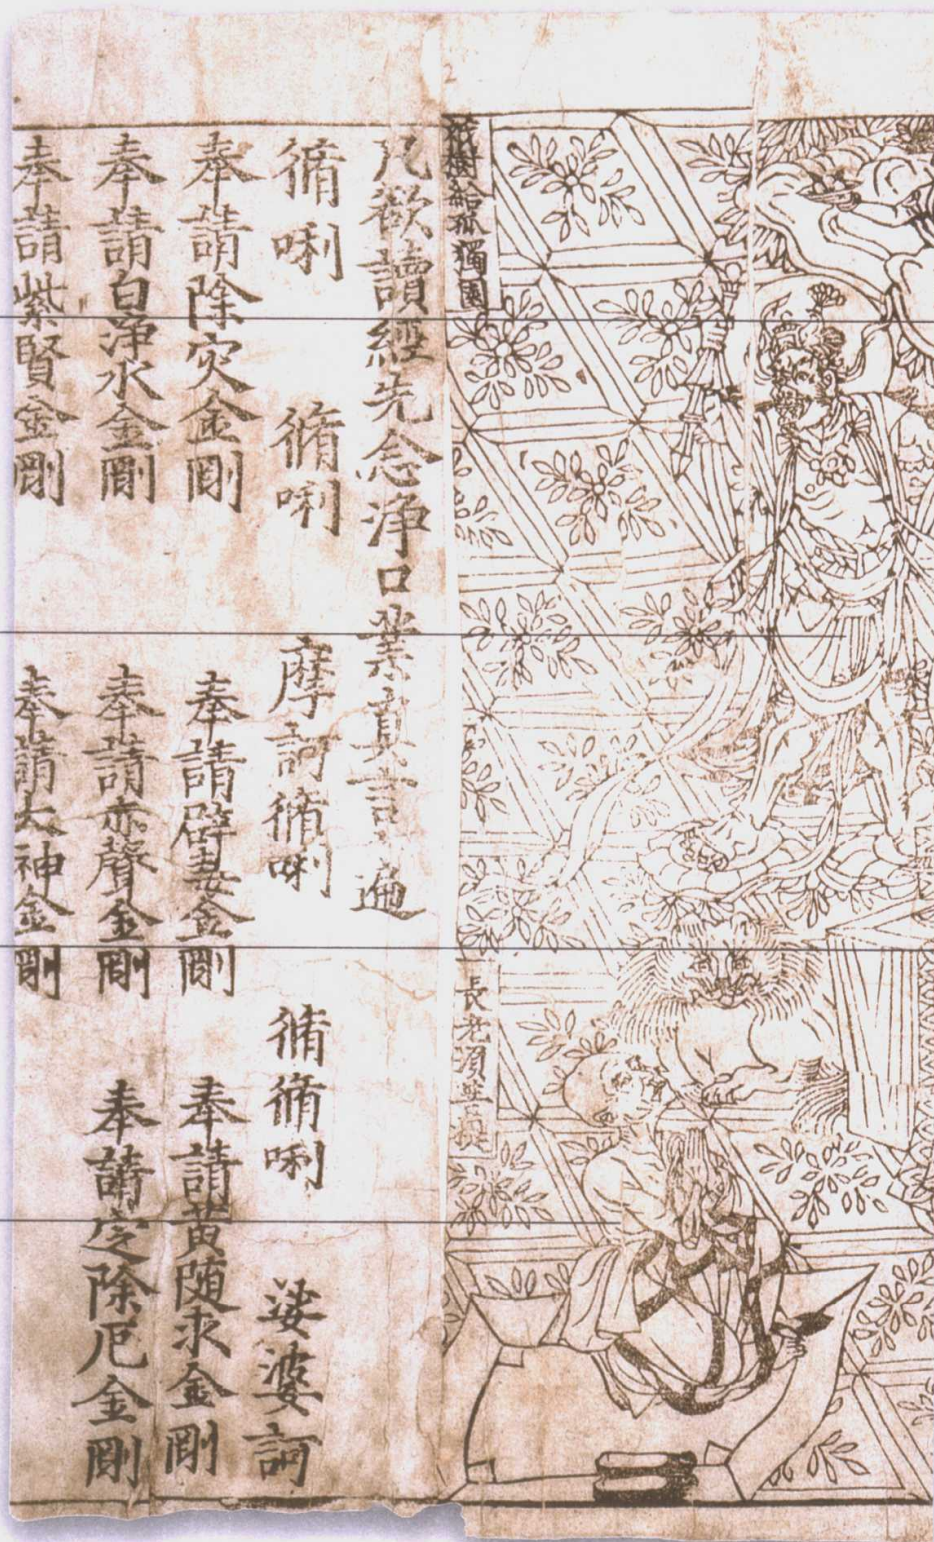 祇樹給孤獨園
長老須菩提
凡欲讀經先念淨口業真言一遍
脩唎 脩唎 摩訶脩唎 脩脩唎 娑婆訶
奉請除灾金剛 奉請辟毒金剛 奉請黄随求金剛
奉請白淨水金剛 奉請赤聲金剛 奉請定除厄金剛
奉請紫賢金剛 奉請大神金剛